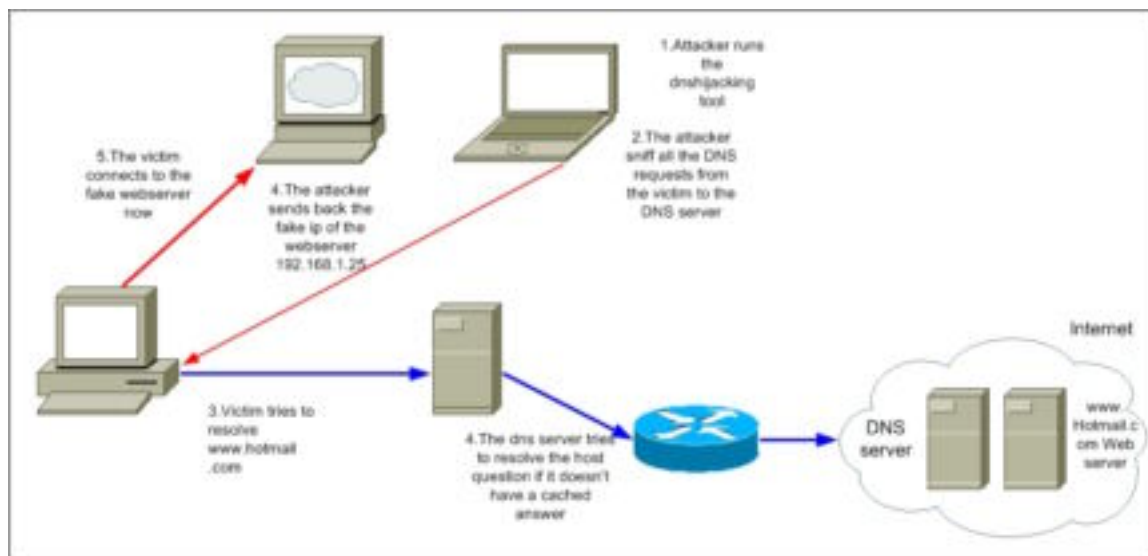 1.Attacker runs
the
dnshijacking
tool
2.The attacker
sniff all the DNS
requests from
the victim to the
DNS server
5.The victim
connects to the
fake webserver
now
4.The attacker
sends back the
fake ip of the
webserver
192.168.1.25
3.Victim tries to
resolve
www.hotmail
.com
4.The dns server tries
to resolve the host
question if it doesn't
have a cached
answer
Internet
DNS
server
www.
Hotmail.c
om Web
server